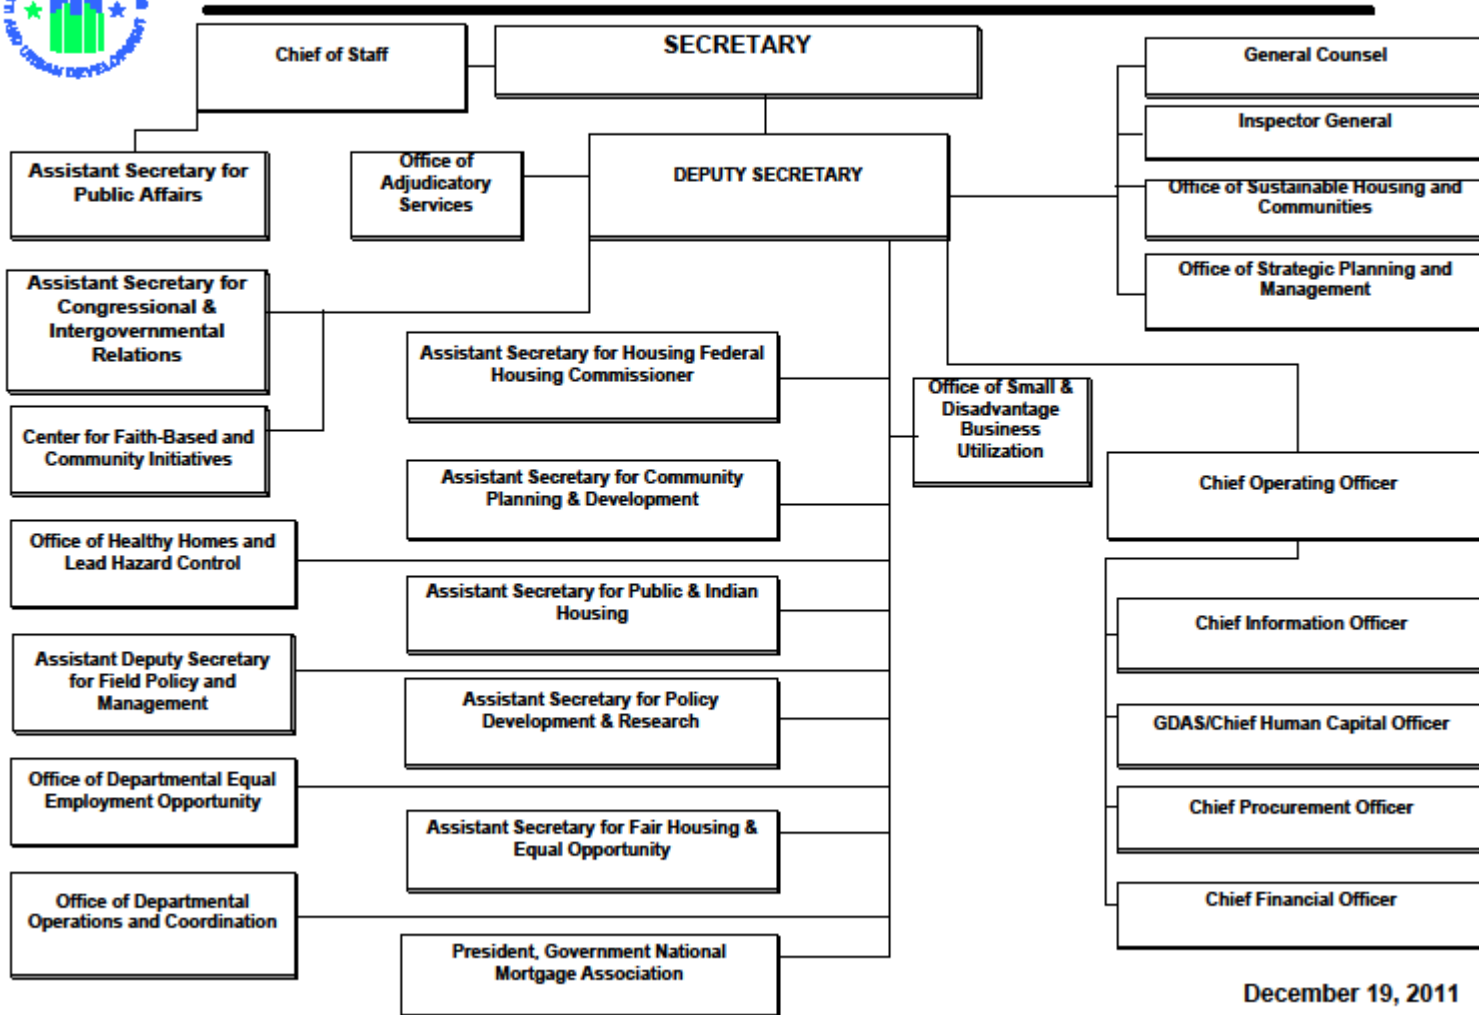 AND URBAN DEVELOPMENT
Chief of Staff
SECRETARY
General Counsel
Inspector General
Assistant Secretary for
Public Affairs
Office of
Adjudicatory
Services
DEPUTY SECRETARY
Office of Sustainable Housing and
Communities
Assistant Secretary for
Congressional &
Intergovernmental
Relations
Office of Strategic Planning and
Management
Assistant Secretary for Housing Federal
Housing Commissioner
Office of Small &
Disadvantage
Business
Utilization
Center for Faith-Based and
Community Initiatives
Assistant Secretary for Community
Planning & Development
Chief Operating Officer
Office of Healthy Homes and
Lead Hazard Control
Assistant Secretary for Public & Indian
Housing
Chief Information Officer
Assistant Deputy Secretary
for Field Policy and
Management
Assistant Secretary for Policy
Development & Research
GDAS/Chief Human Capital Officer
Office of Departmental Equal
Employment Opportunity
Chief Procurement Officer
Assistant Secretary for Fair Housing &
Equal Opportunity
Office of Departmental
Operations and Coordination
Chief Financial Officer
President, Government National
Mortgage Association
December 19, 2011